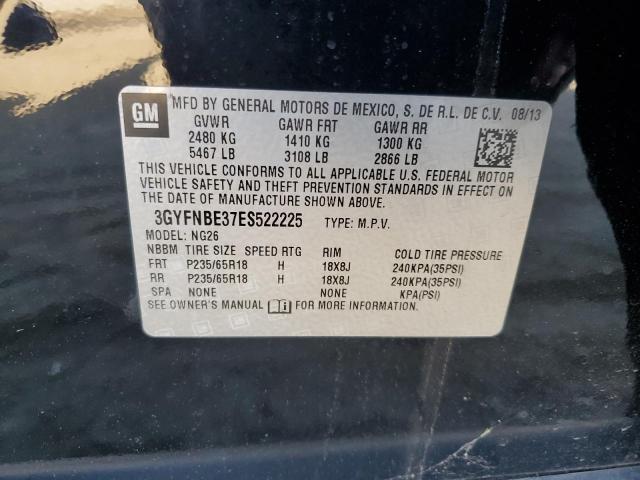 GM
MFD BY GENERAL MOTORS DE MEXICO, S. DE R.L. DE C.V. 08/13
GVWR GAWR FRT GAWR RR
2480 KG 1410 KG 1300 KG
5467 LB 3108 LB 2866 LB
THIS VEHICLE CONFORMS TO ALL APPLICABLE U.S. FEDERAL MOTOR
VEHICLE SAFETY AND THEFT PREVENTION STANDARDS IN EFFECT ON
THE DATE OF MANUFACTURE SHOWN ABOVE.
3GYFNBE37ES522225 TYPE: M.P.V.
MODEL: NG26
NBBM TIRE SIZE SPEED RTG RIM COLD TIRE PRESSURE
FRT P235/65R18 H 18X8J 240KPA(35PSI)
RR P235/65R18 H 18X8J 240KPA(35PSI)
SPA NONE NONE KPA(PSI)
SEE OWNER'S MANUAL FOR MORE INFORMATION.